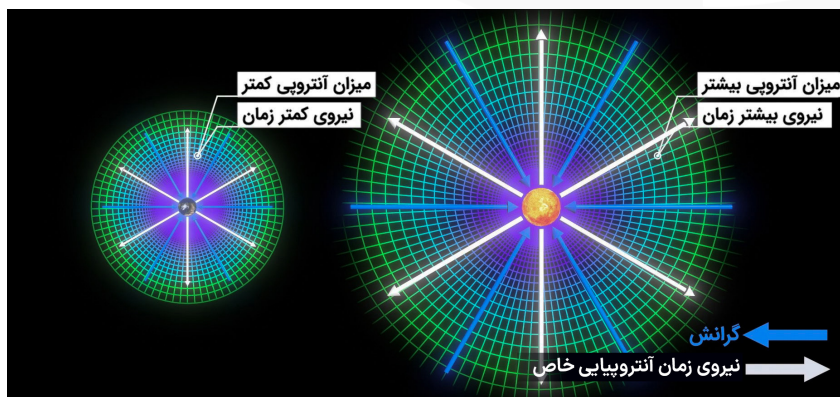 میزان آنتروپی بیشتر
نیروی بیشتر زمان
میزان آنتروپی کمتر
نیروی کمتر زمان
گرانش
نیروی زمان آنتروپیایی خاص